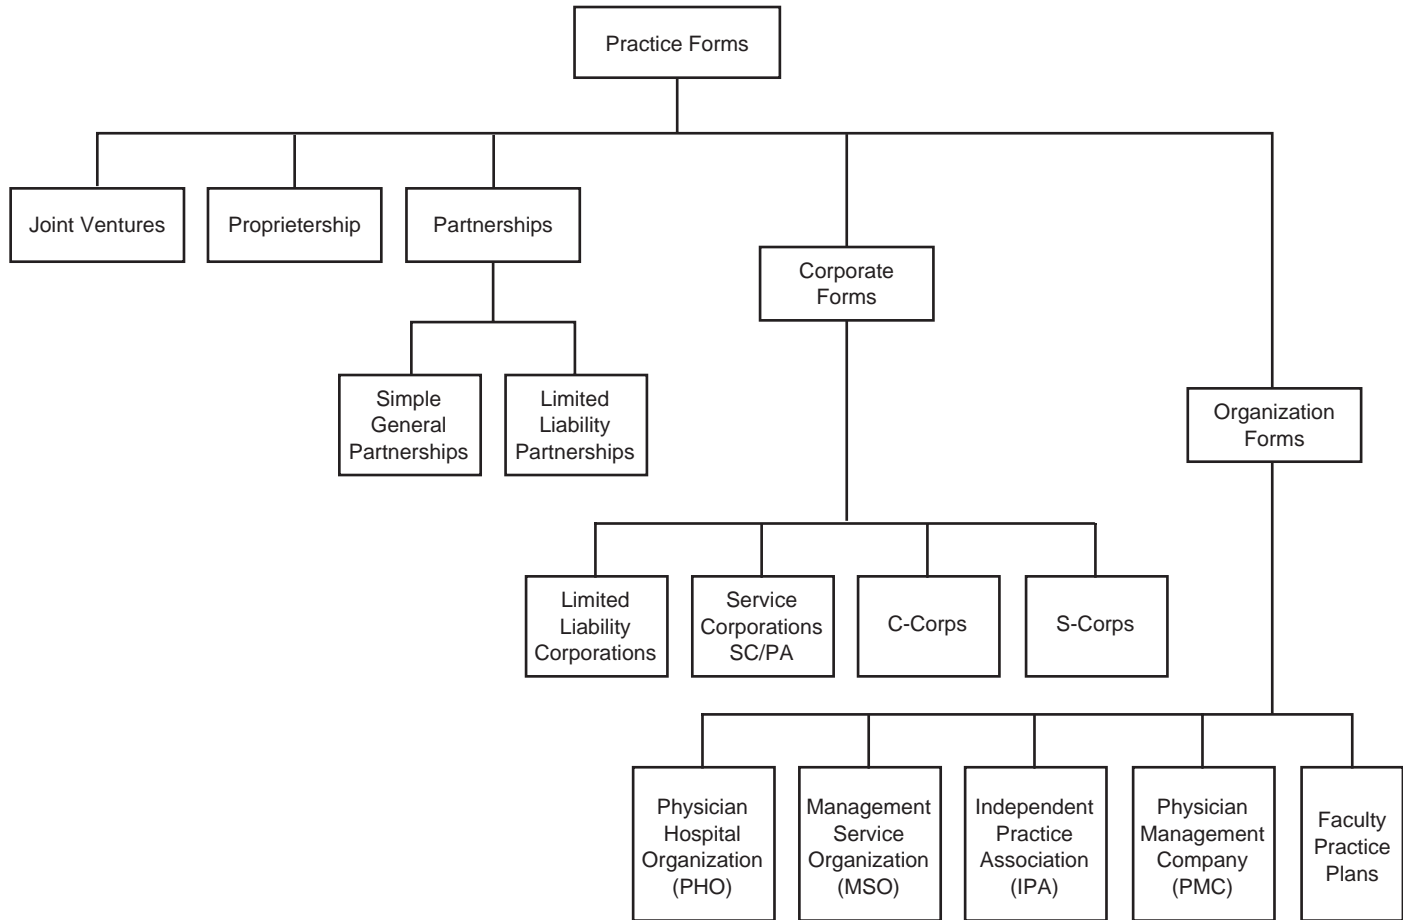 Practice Forms
Joint Ventures
Proprietership
Partnerships
Corporate
Forms
Simple
General
Partnerships
Limited
Liability
Partnerships
Organization
Forms
Limited
Liability
Corporations
Service
Corporations
SC/PA
C-Corps
S-Corps
Physician
Hospital
Organization
(PHO)
Management
Service
Organization
(MSO)
Independent
Practice
Association
(IPA)
Physician
Management
Company
(PMC)
Faculty
Practice
Plans